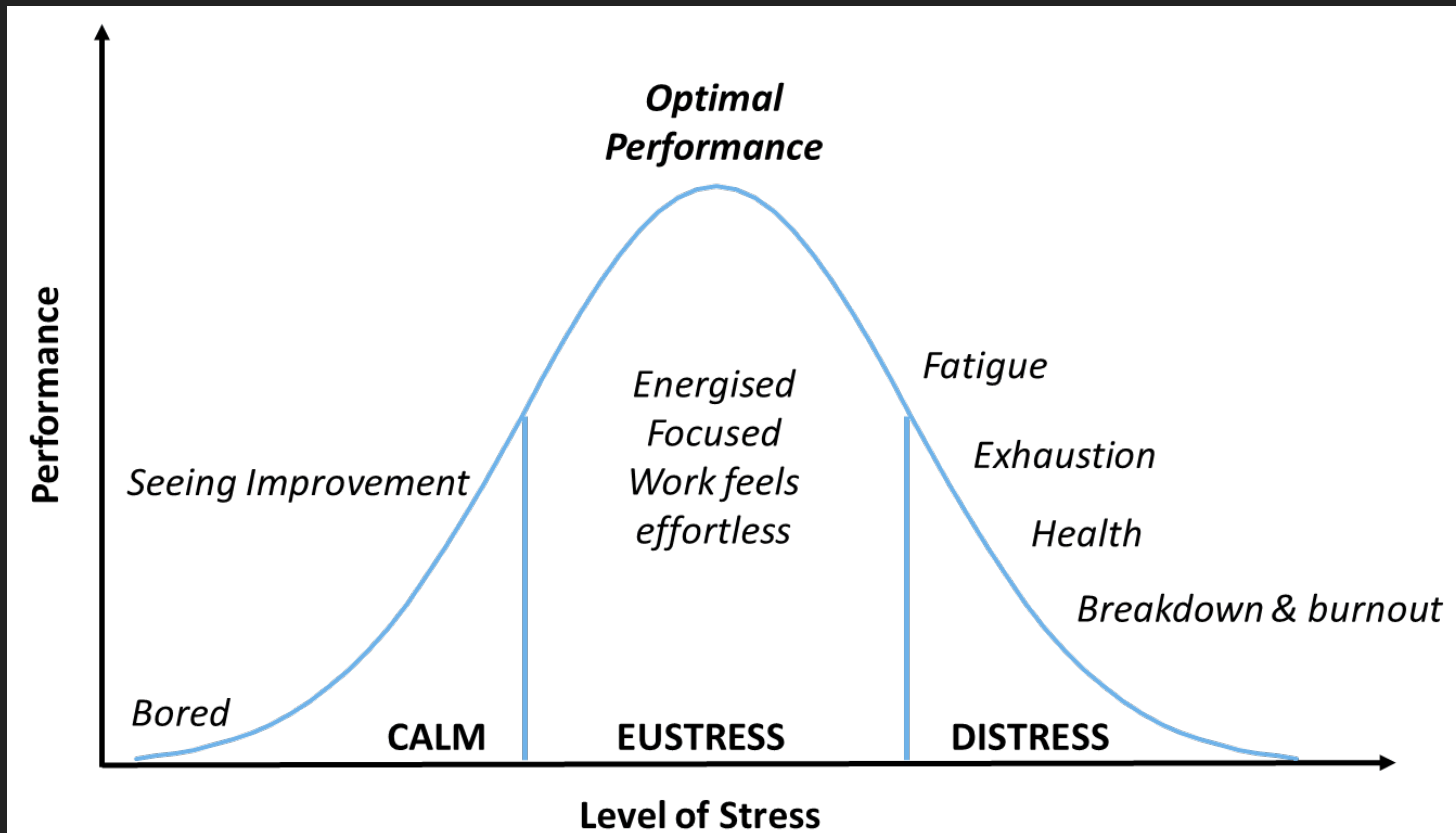 Optimal
Performance
Performance
Fatigue
Energised
Focused
Work feels
effortless
Exhaustion
Seeing Improvement
Health
Breakdown & burnout
Bored
CALM
EUSTRESS
DISTRESS
Level of Stress